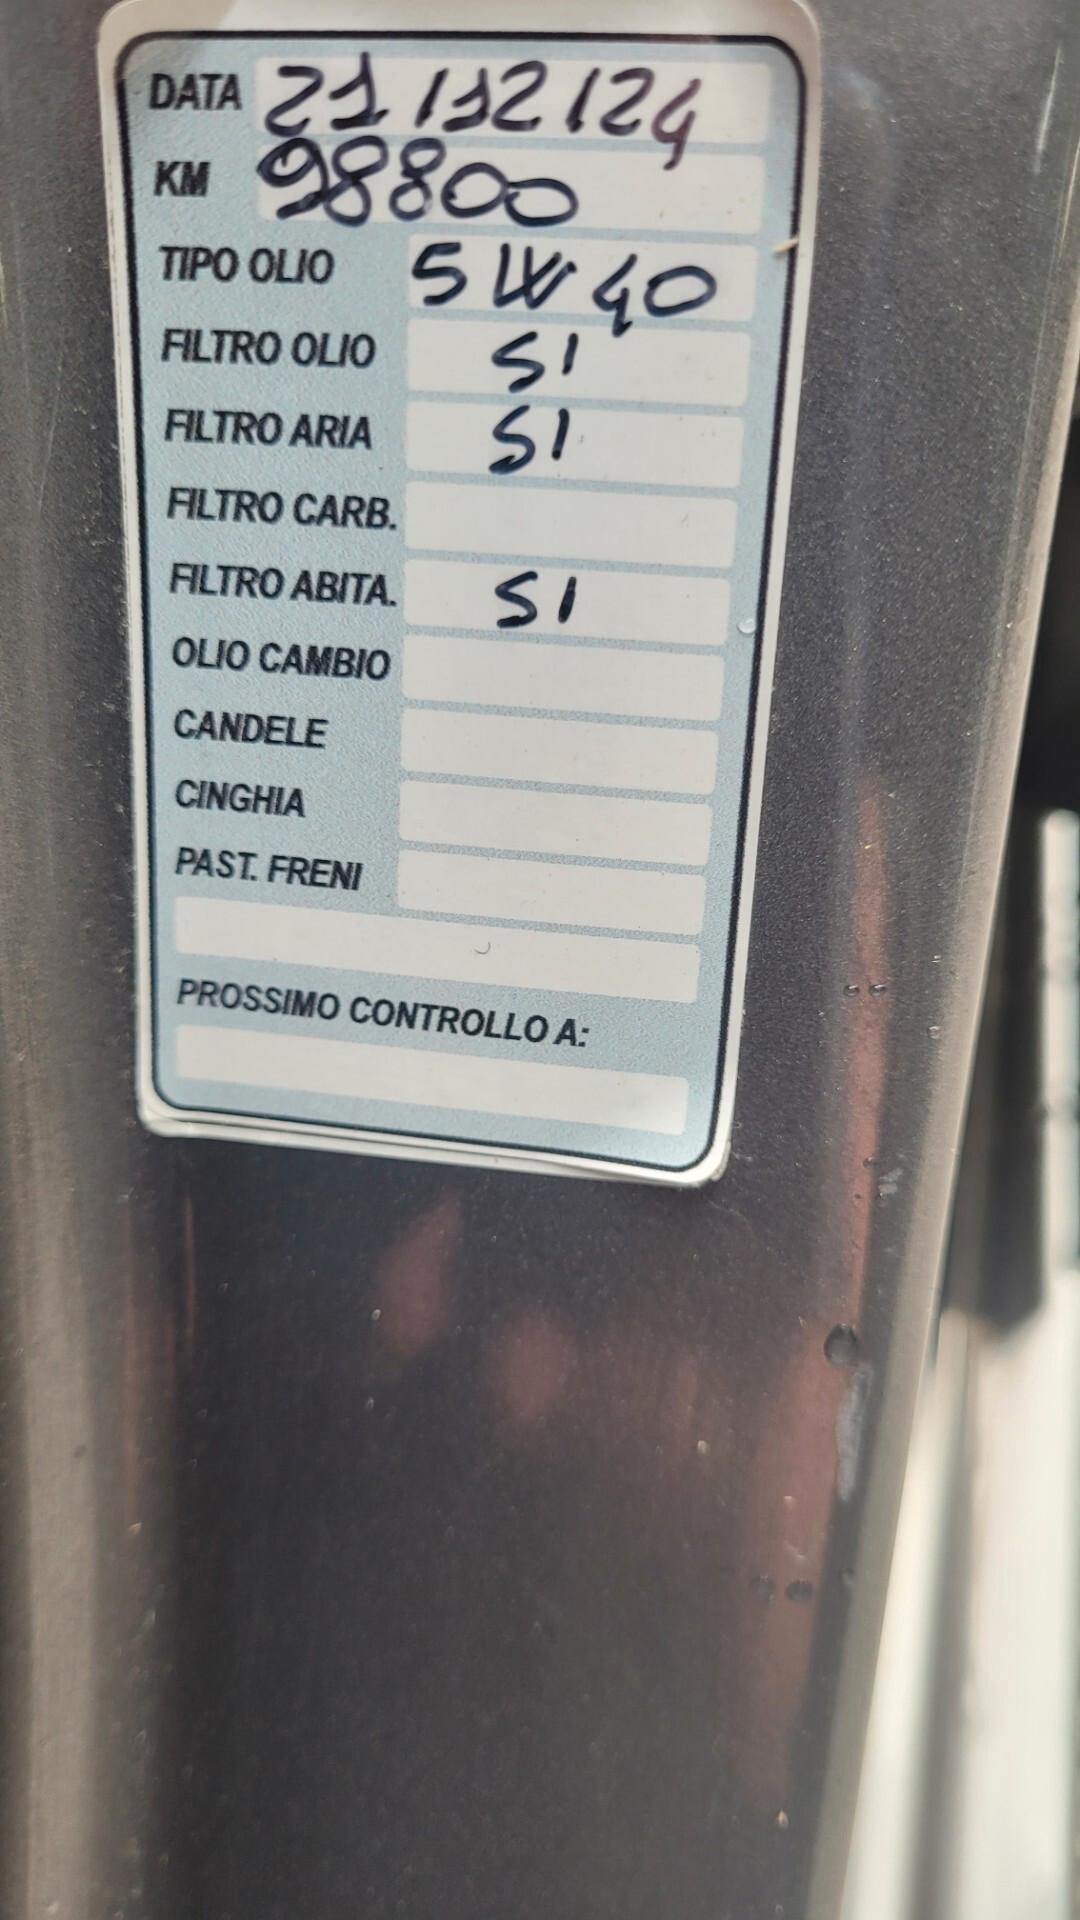 DATA 21/12/24
KM 98800
TIPO OLIO 5W40
FILTRO OLIO SI
FILTRO ARIA SI
FILTRO CARB.
FILTRO ABITA. SI
OLIO CAMBIO
CANDELE
CINGHIA
PAST. FRENI
PROSSIMO CONTROLLO A: